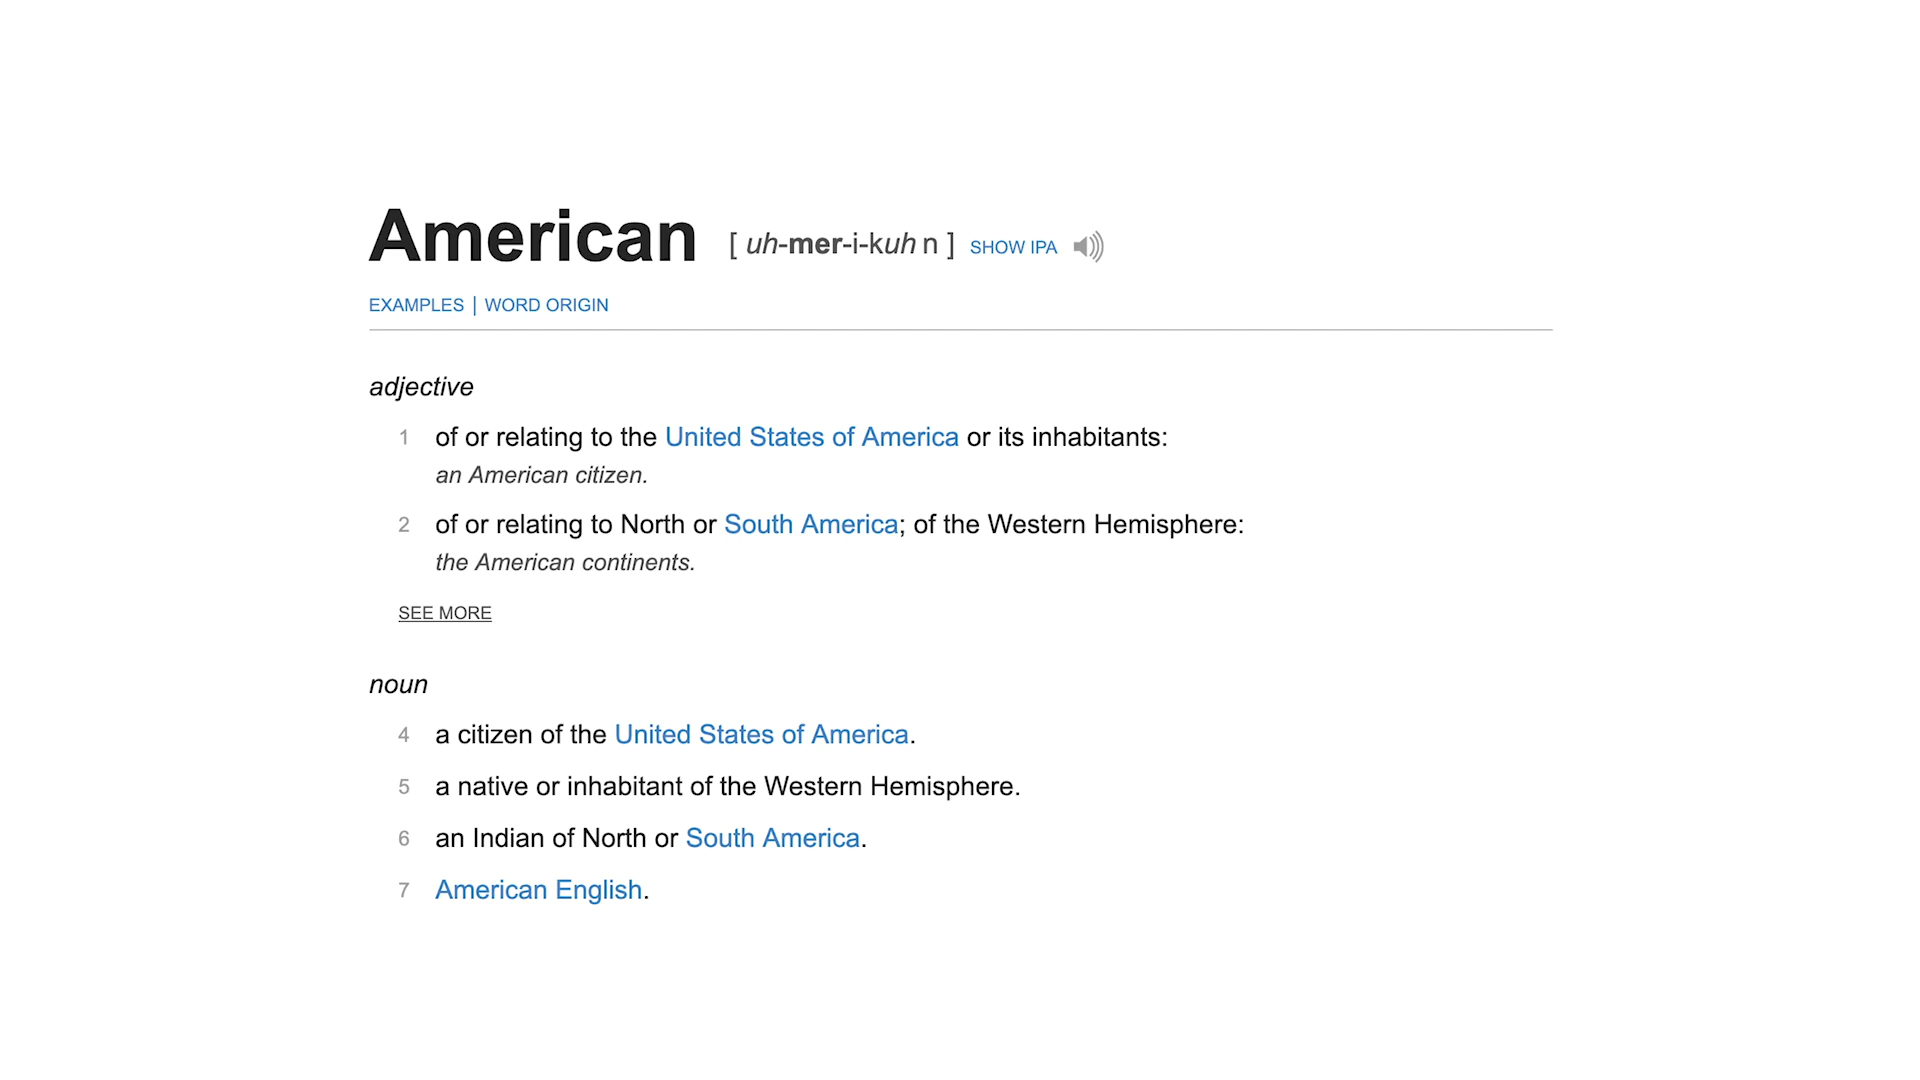 American [ uh-mer-i-kuh n ] SHOW IPA
EXAMPLES | WORD ORIGIN
adjective
1 of or relating to the United States of America or its inhabitants:
an American citizen.
2 of or relating to North or South America; of the Western Hemisphere:
the American continents.
SEE MORE
noun
4 a citizen of the United States of America.
5 a native or inhabitant of the Western Hemisphere.
6 an Indian of North or South America.
7 American English.